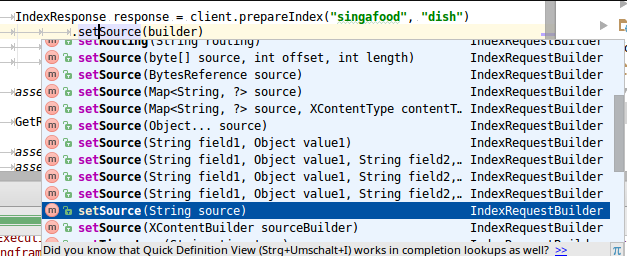 IndexResponse response = client.prepareIndex("singafood", "dish")
.setSource(builder)
setRouting(String routing) IndexRequestBuilder
setSource(byte[] source, int offset, int length) IndexRequestBuilder
setSource(BytesReference source) IndexRequestBuilder
setSource(Map<String, ?> source) IndexRequestBuilder
setSource(Map<String, ?> source, XContentType contentT… IndexRequestBuilder
asse
setSource(Object... source) IndexRequestBuilder
GetR
setSource(String field1, Object value1) IndexRequestBuilder
setSource(String field1, Object value1, String field2,… IndexRequestBuilder
asse
setSource(String field1, Object value1, String field2,… IndexRequestBuilder
asse
setSource(String field1, Object value1, String field2,… IndexRequestBuilder
setSource(String source) IndexRequestBuilder
setSource(XContentBuilder sourceBuilder) IndexRequestBuilder
Executi
Did you know that Quick Definition View (Strg+Umschalt+I) works in completion lookups as well? >> π
ngfram